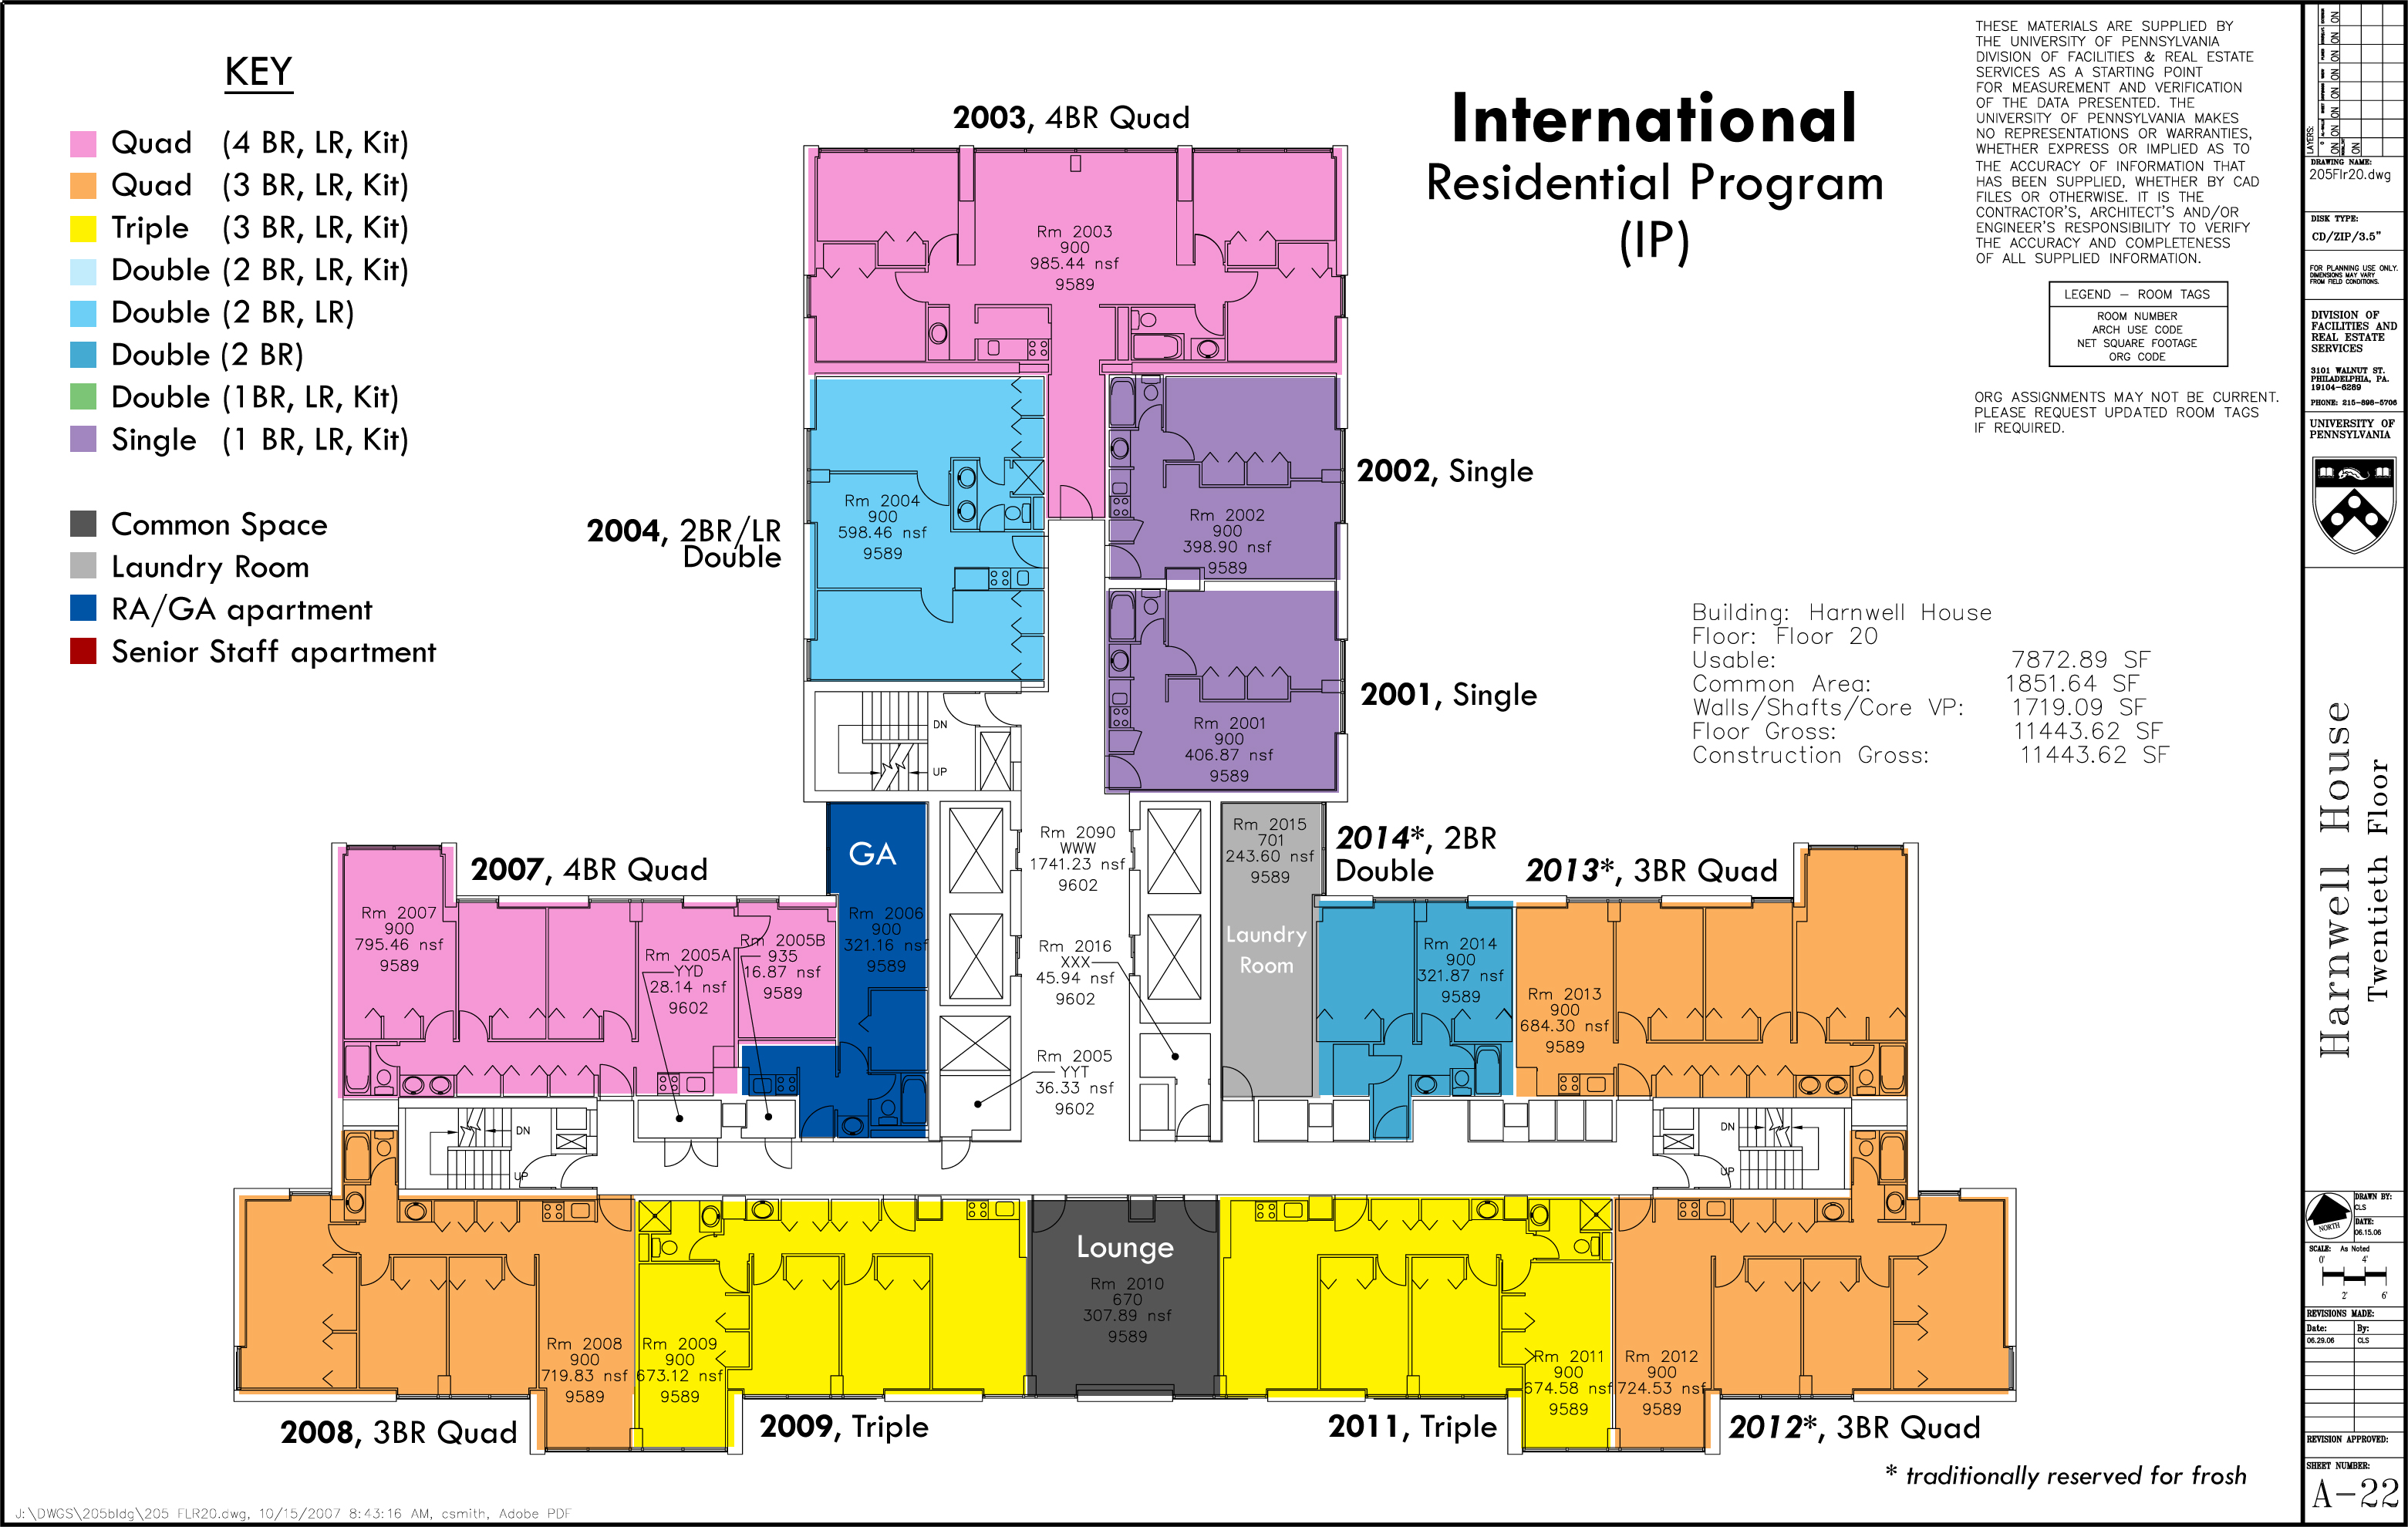 KEY
Quad (4 BR, LR, Kit)
Quad (3 BR, LR, Kit)
Triple (3 BR, LR, Kit)
Double (2 BR, LR, Kit)
Double (2 BR, LR)
Double (2 BR)
Double (1BR, LR, Kit)
Single (1 BR, LR, Kit)
Common Space
Laundry Room
RA/GA apartment
Senior Staff apartment
International
Residential Program
(IP)
THESE MATERIALS ARE SUPPLIED BY
THE UNIVERSITY OF PENNSYLVANIA
DIVISION OF FACILITIES & REAL ESTATE
SERVICES AS A STARTING POINT
FOR MEASUREMENT AND VERIFICATION
OF THE DATA PRESENTED. THE
UNIVERSITY OF PENNSYLVANIA MAKES
NO REPRESENTATIONS OR WARRANTIES,
WHETHER EXPRESS OR IMPLIED AS TO
THE ACCURACY OF INFORMATION THAT
HAS BEEN SUPPLIED, WHETHER BY CAD
FILES OR OTHERWISE. IT IS THE
CONTRACTOR'S, ARCHITECT'S AND/OR
ENGINEER'S RESPONSIBILITY TO VERIFY
THE ACCURACY AND COMPLETENESS
OF ALL SUPPLIED INFORMATION.
LEGEND – ROOM TAGS
ROOM NUMBER
ARCH USE CODE
NET SQUARE FOOTAGE
ORG CODE
ORG ASSIGNMENTS MAY NOT BE CURRENT.
PLEASE REQUEST UPDATED ROOM TAGS
IF REQUIRED.
Building: Harnwell House
Floor: Floor 20
Usable: 7872.89 SF
Common Area: 1851.64 SF
Walls/Shafts/Core VP: 1719.09 SF
Floor Gross: 11443.62 SF
Construction Gross: 11443.62 SF
2003, 4BR Quad
Rm 2003
900
985.44 nsf
9589
2004, 2BR/LR
Double
Rm 2004
900
598.46 nsf
9589
2002, Single
Rm 2002
900
398.90 nsf
9589
2001, Single
Rm 2001
900
406.87 nsf
9589
DN
UP
2007, 4BR Quad
Rm 2007
900
795.46 nsf
9589
Rm 2005A
YYD
28.14 nsf
9602
Rm 2005B
935
16.87 nsf
9589
GA
Rm 2006
900
321.16 nsf
9589
Rm 2090
WWW
1741.23 nsf
9602
Rm 2016
XXX
45.94 nsf
9602
Rm 2005
YYT
36.33 nsf
9602
Rm 2015
701
243.60 nsf
9589
Laundry
Room
2014*, 2BR
Double
Rm 2014
900
321.87 nsf
9589
2013*, 3BR Quad
Rm 2013
900
684.30 nsf
9589
DN
UP
DN
UP
Rm 2008
900
719.83 nsf
9589
2008, 3BR Quad
Rm 2009
900
673.12 nsf
9589
2009, Triple
Lounge
Rm 2010
670
307.89 nsf
9589
Rm 2011
900
674.58 nsf
9589
2011, Triple
Rm 2012
900
724.53 nsf
9589
2012*, 3BR Quad
* traditionally reserved for frosh
J:\DWGS\205bldg\205 FLR20.dwg, 10/15/2007 8:43:16 AM, csmith, Adobe PDF
LAYERS:
ON ON ON ON ON ON ON
ON
DRAWING NAME:
205Flr20.dwg
DISK TYPE:
CD/ZIP/3.5"
FOR PLANNING USE ONLY.
DIMENSIONS MAY VARY
FROM FIELD CONDITIONS.
DIVISION OF
FACILITIES AND
REAL ESTATE
SERVICES
3101 WALNUT ST.
PHILADELPHIA, PA.
19104-6289
PHONE: 215-898-5706
UNIVERSITY OF
PENNSYLVANIA
Harnwell House
Twentieth Floor
NORTH
DRAWN BY:
CLS
DATE:
06.15.06
SCALE: As Noted
0' 4'
2' 6'
REVISIONS MADE:
Date: By:
06.29.06 CLS
REVISION APPROVED:
SHEET NUMBER:
A-22